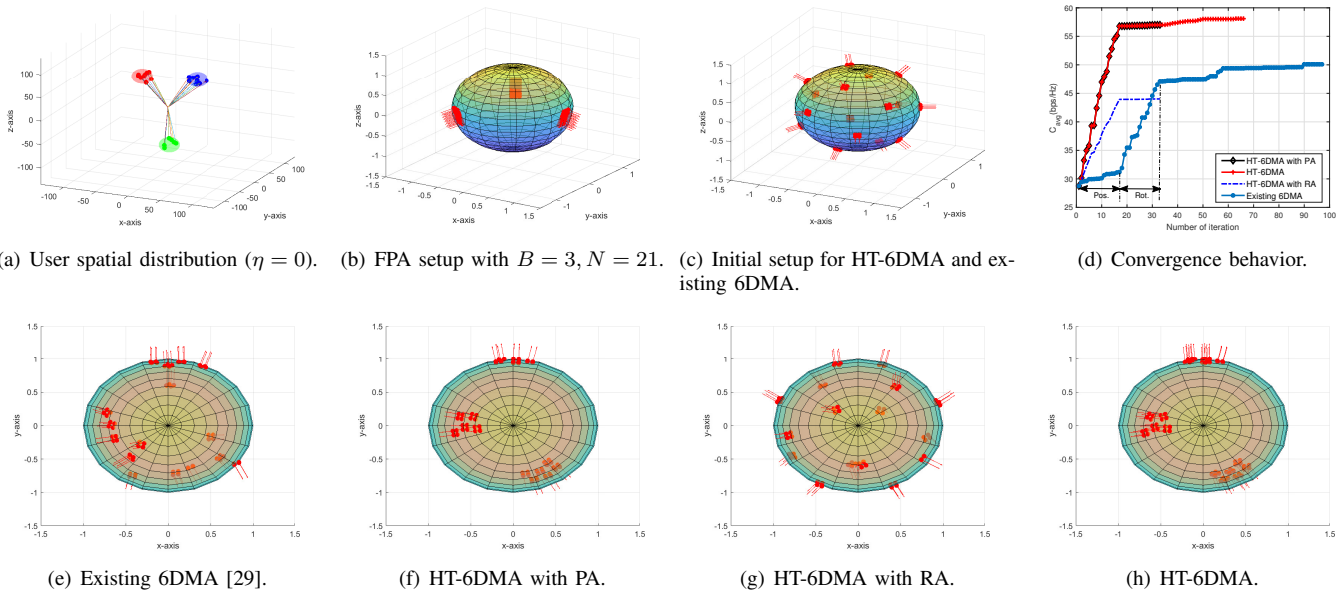 100
50
0
-50
-100
z-axis
-100
-50
0
50
100
x-axis
-100
-50
0
50
100
y-axis
1.5
1
0.5
0
-0.5
-1
-1.5
z-axis
-1
-0.5
0
0.5
1
1.5
x-axis
-1
0
1
y-axis
1.5
1
0.5
0
-0.5
-1
-1.5
z-axis
-1
-0.5
0
0.5
1
1.5
x-axis
-1
0
1
y-axis
60
55
50
45
40
35
30
25
C_avg (bps/Hz)
HT-6DMA with PA
HT-6DMA
HT-6DMA with RA
Existing 6DMA
Pos.
Rot.
0 10 20 30 40 50 60 70 80 90 100
Number of iteration
(a) User spatial distribution (η = 0).
(b) FPA setup with B = 3, N = 21.
(c) Initial setup for HT-6DMA and ex-
isting 6DMA.
(d) Convergence behavior.
1.5
1
0.5
0
-0.5
-1
-1.5
y-axis
-1.5 -1 -0.5 0 0.5 1 1.5
x-axis
1.5
1
0.5
0
-0.5
-1
-1.5
y-axis
-1.5 -1 -0.5 0 0.5 1 1.5
x-axis
1.5
1
0.5
0
-0.5
-1
-1.5
y-axis
-1.5 -1 -0.5 0 0.5 1 1.5
x-axis
1.5
1
0.5
0
-0.5
-1
-1.5
y-axis
-1.5 -1 -0.5 0 0.5 1 1.5
x-axis
(e) Existing 6DMA [29].
(f) HT-6DMA with PA.
(g) HT-6DMA with RA.
(h) HT-6DMA.